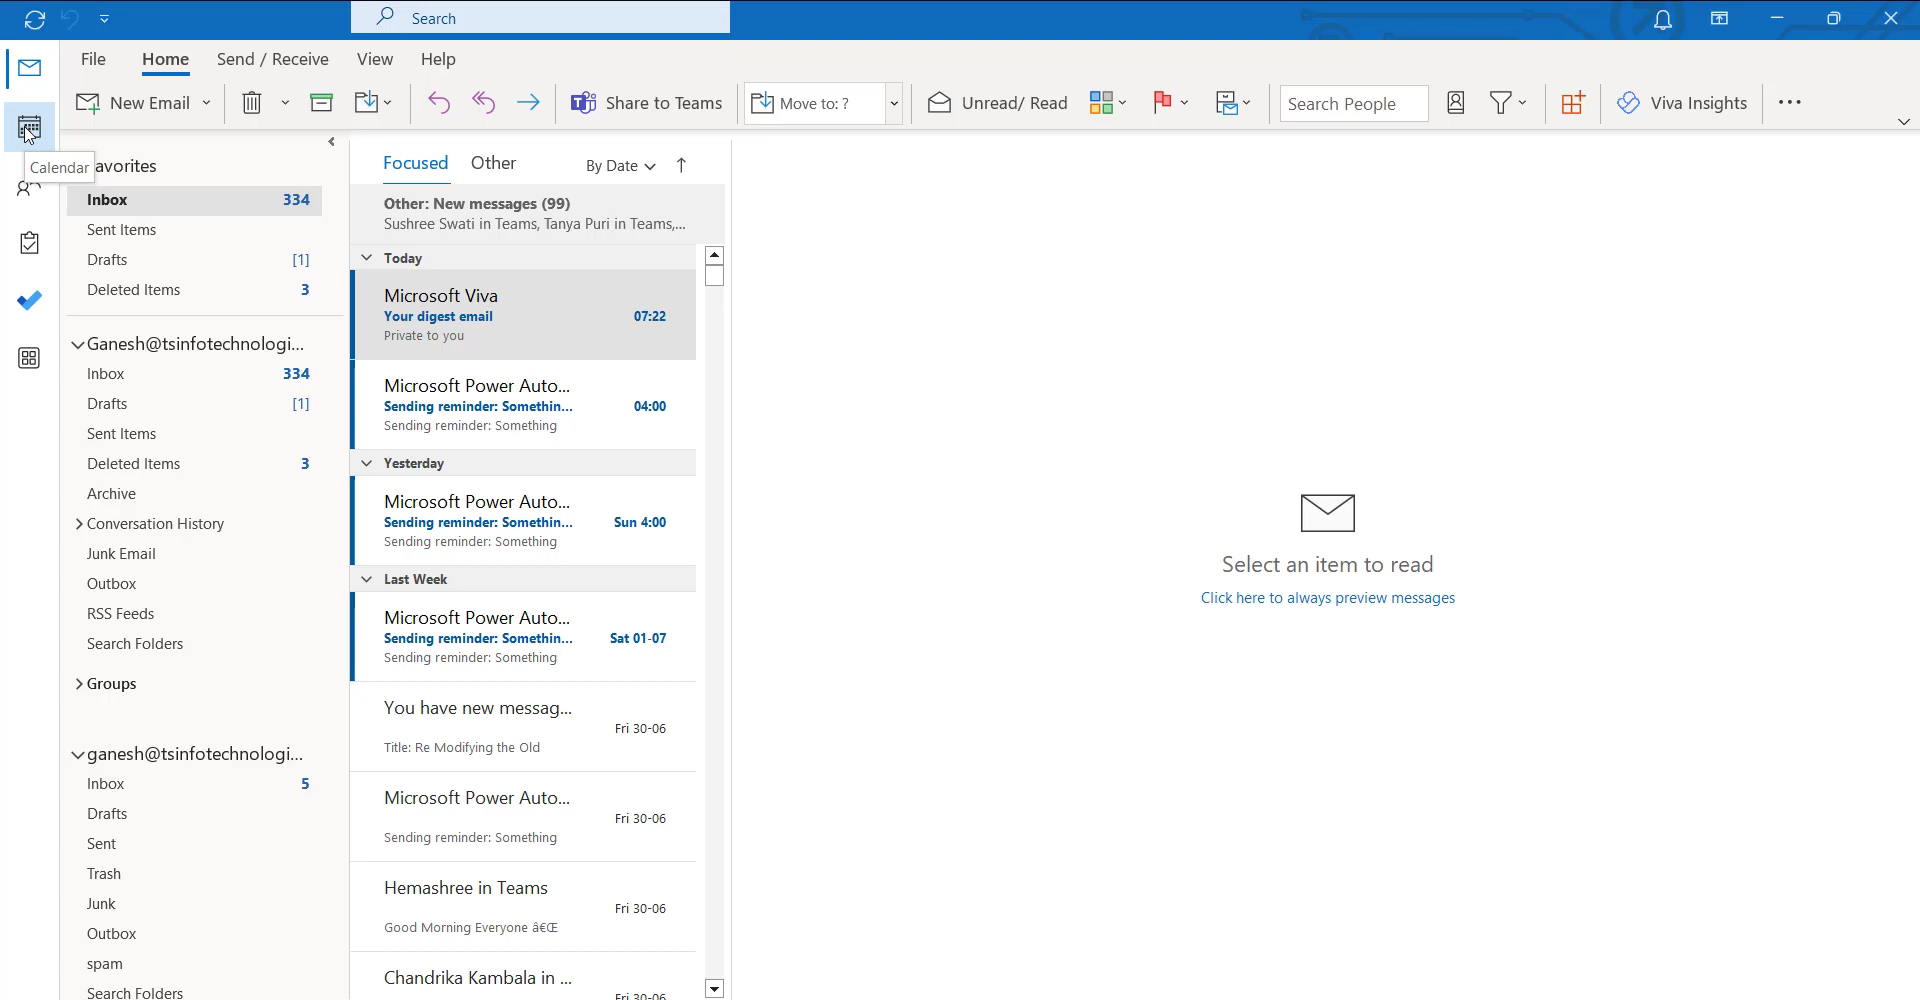 Search
File Home Send / Receive View Help
New Email Share to Teams Move to: ? Unread/ Read Search People Viva Insights
Calendar
avorites
Inbox 334
Sent Items
Drafts [1]
Deleted Items 3
Ganesh@tsinfotechnologi...
Inbox 334
Drafts [1]
Sent Items
Deleted Items 3
Archive
Conversation History
Junk Email
Outbox
RSS Feeds
Search Folders
Groups
ganesh@tsinfotechnologi...
Inbox 5
Drafts
Sent
Trash
Junk
Outbox
spam
Search Folders
Focused Other By Date
Other: New messages (99)
Sushree Swati in Teams, Tanya Puri in Teams,...
Today
Microsoft Viva
Your digest email 07:22
Private to you
Microsoft Power Auto...
Sending reminder: Somethin... 04:00
Sending reminder: Something
Yesterday
Microsoft Power Auto...
Sending reminder: Somethin... Sun 4:00
Sending reminder: Something
Last Week
Microsoft Power Auto...
Sending reminder: Somethin... Sat 01-07
Sending reminder: Something
You have new messag...
Fri 30-06
Title: Re Modifying the Old
Microsoft Power Auto...
Fri 30-06
Sending reminder: Something
Hemashree in Teams
Fri 30-06
Good Morning Everyone â€Œ
Chandrika Kambala in ...
Fri 30-06
Select an item to read
Click here to always preview messages